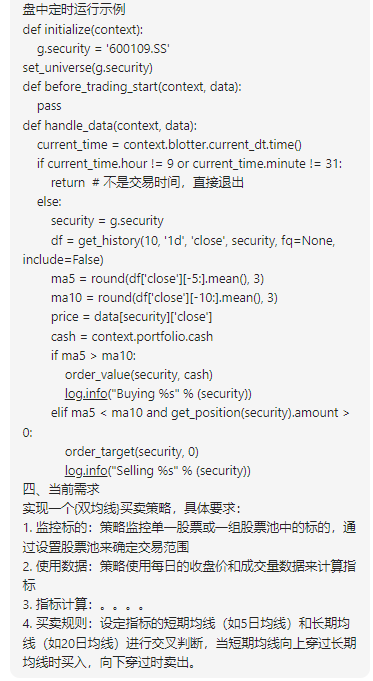 盘中定时运行示例
def initialize(context):
    g.security = '600109.SS'
set_universe(g.security)
def before_trading_start(context, data):
    pass
def handle_data(context, data):
    current_time = context.blotter.current_dt.time()
    if current_time.hour != 9 or current_time.minute != 31:
        return  # 不是交易时间，直接退出
    else:
        security = g.security
        df = get_history(10, '1d', 'close', security, fq=None,
include=False)
        ma5 = round(df['close'][-5:].mean(), 3)
        ma10 = round(df['close'][-10:].mean(), 3)
        price = data[security]['close']
        cash = context.portfolio.cash
        if ma5 > ma10:
            order_value(security, cash)
            log.info("Buying %s" % (security))
        elif ma5 < ma10 and get_position(security).amount >
0:
            order_target(security, 0)
            log.info("Selling %s" % (security))
四、当前需求
实现一个{双均线}买卖策略，具体要求：
1. 监控标的：策略监控单一股票或一组股票池中的标的，通
过设置股票池来确定交易范围
2. 使用数据：策略使用每日的收盘价和成交量数据来计算指
标
3. 指标计算：。。。。
4. 买卖规则：设定指标的短期均线（如5日均线）和长期均
线（如20日均线）进行交叉判断，当短期均线向上穿过长期
均线时买入，向下穿过时卖出。